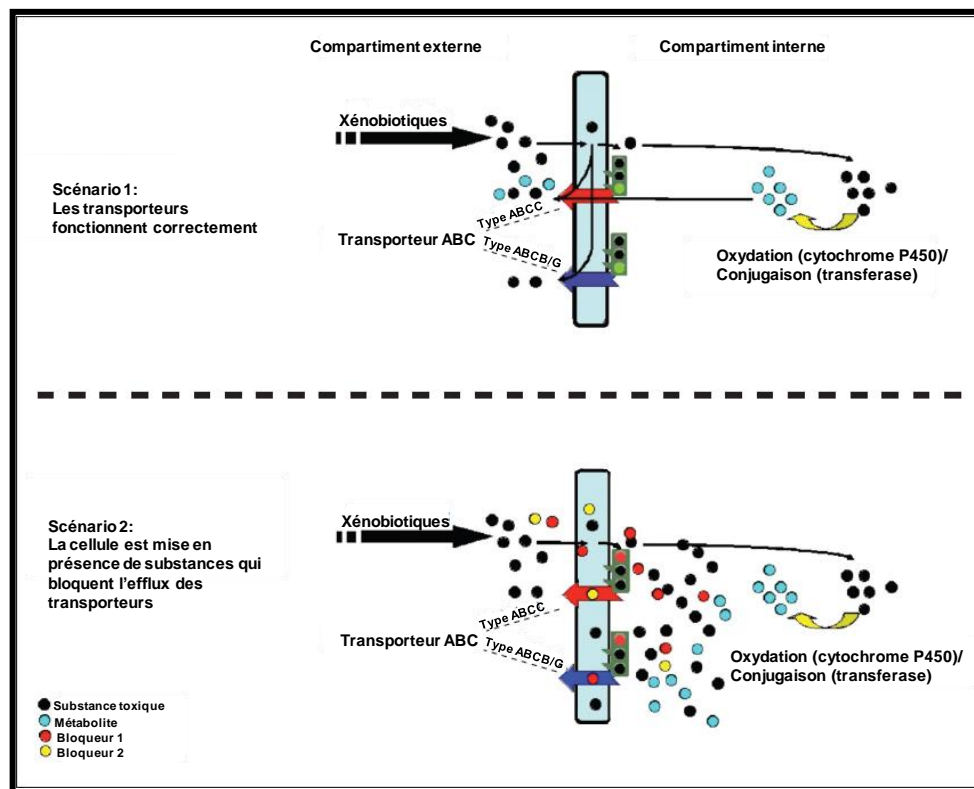 Compartiment externe
Compartiment interne
Xénobiotiques
Scénario 1:
Les transporteurs
fonctionnent correctement
Type ABCC
Transporteur ABC
Type ABCB/G
Oxydation (cytochrome P450)/
Conjugaison (transferase)
Scénario 2:
La cellule est mise en
présence de substances qui
bloquent l'efflux des
transporteurs
Xénobiotiques
Type ABCC
Transporteur ABC
Type ABCB/G
Oxydation (cytochrome P450)/
Conjugaison (transferase)
Substance toxique
Métabolite
Bloqueur 1
Bloqueur 2